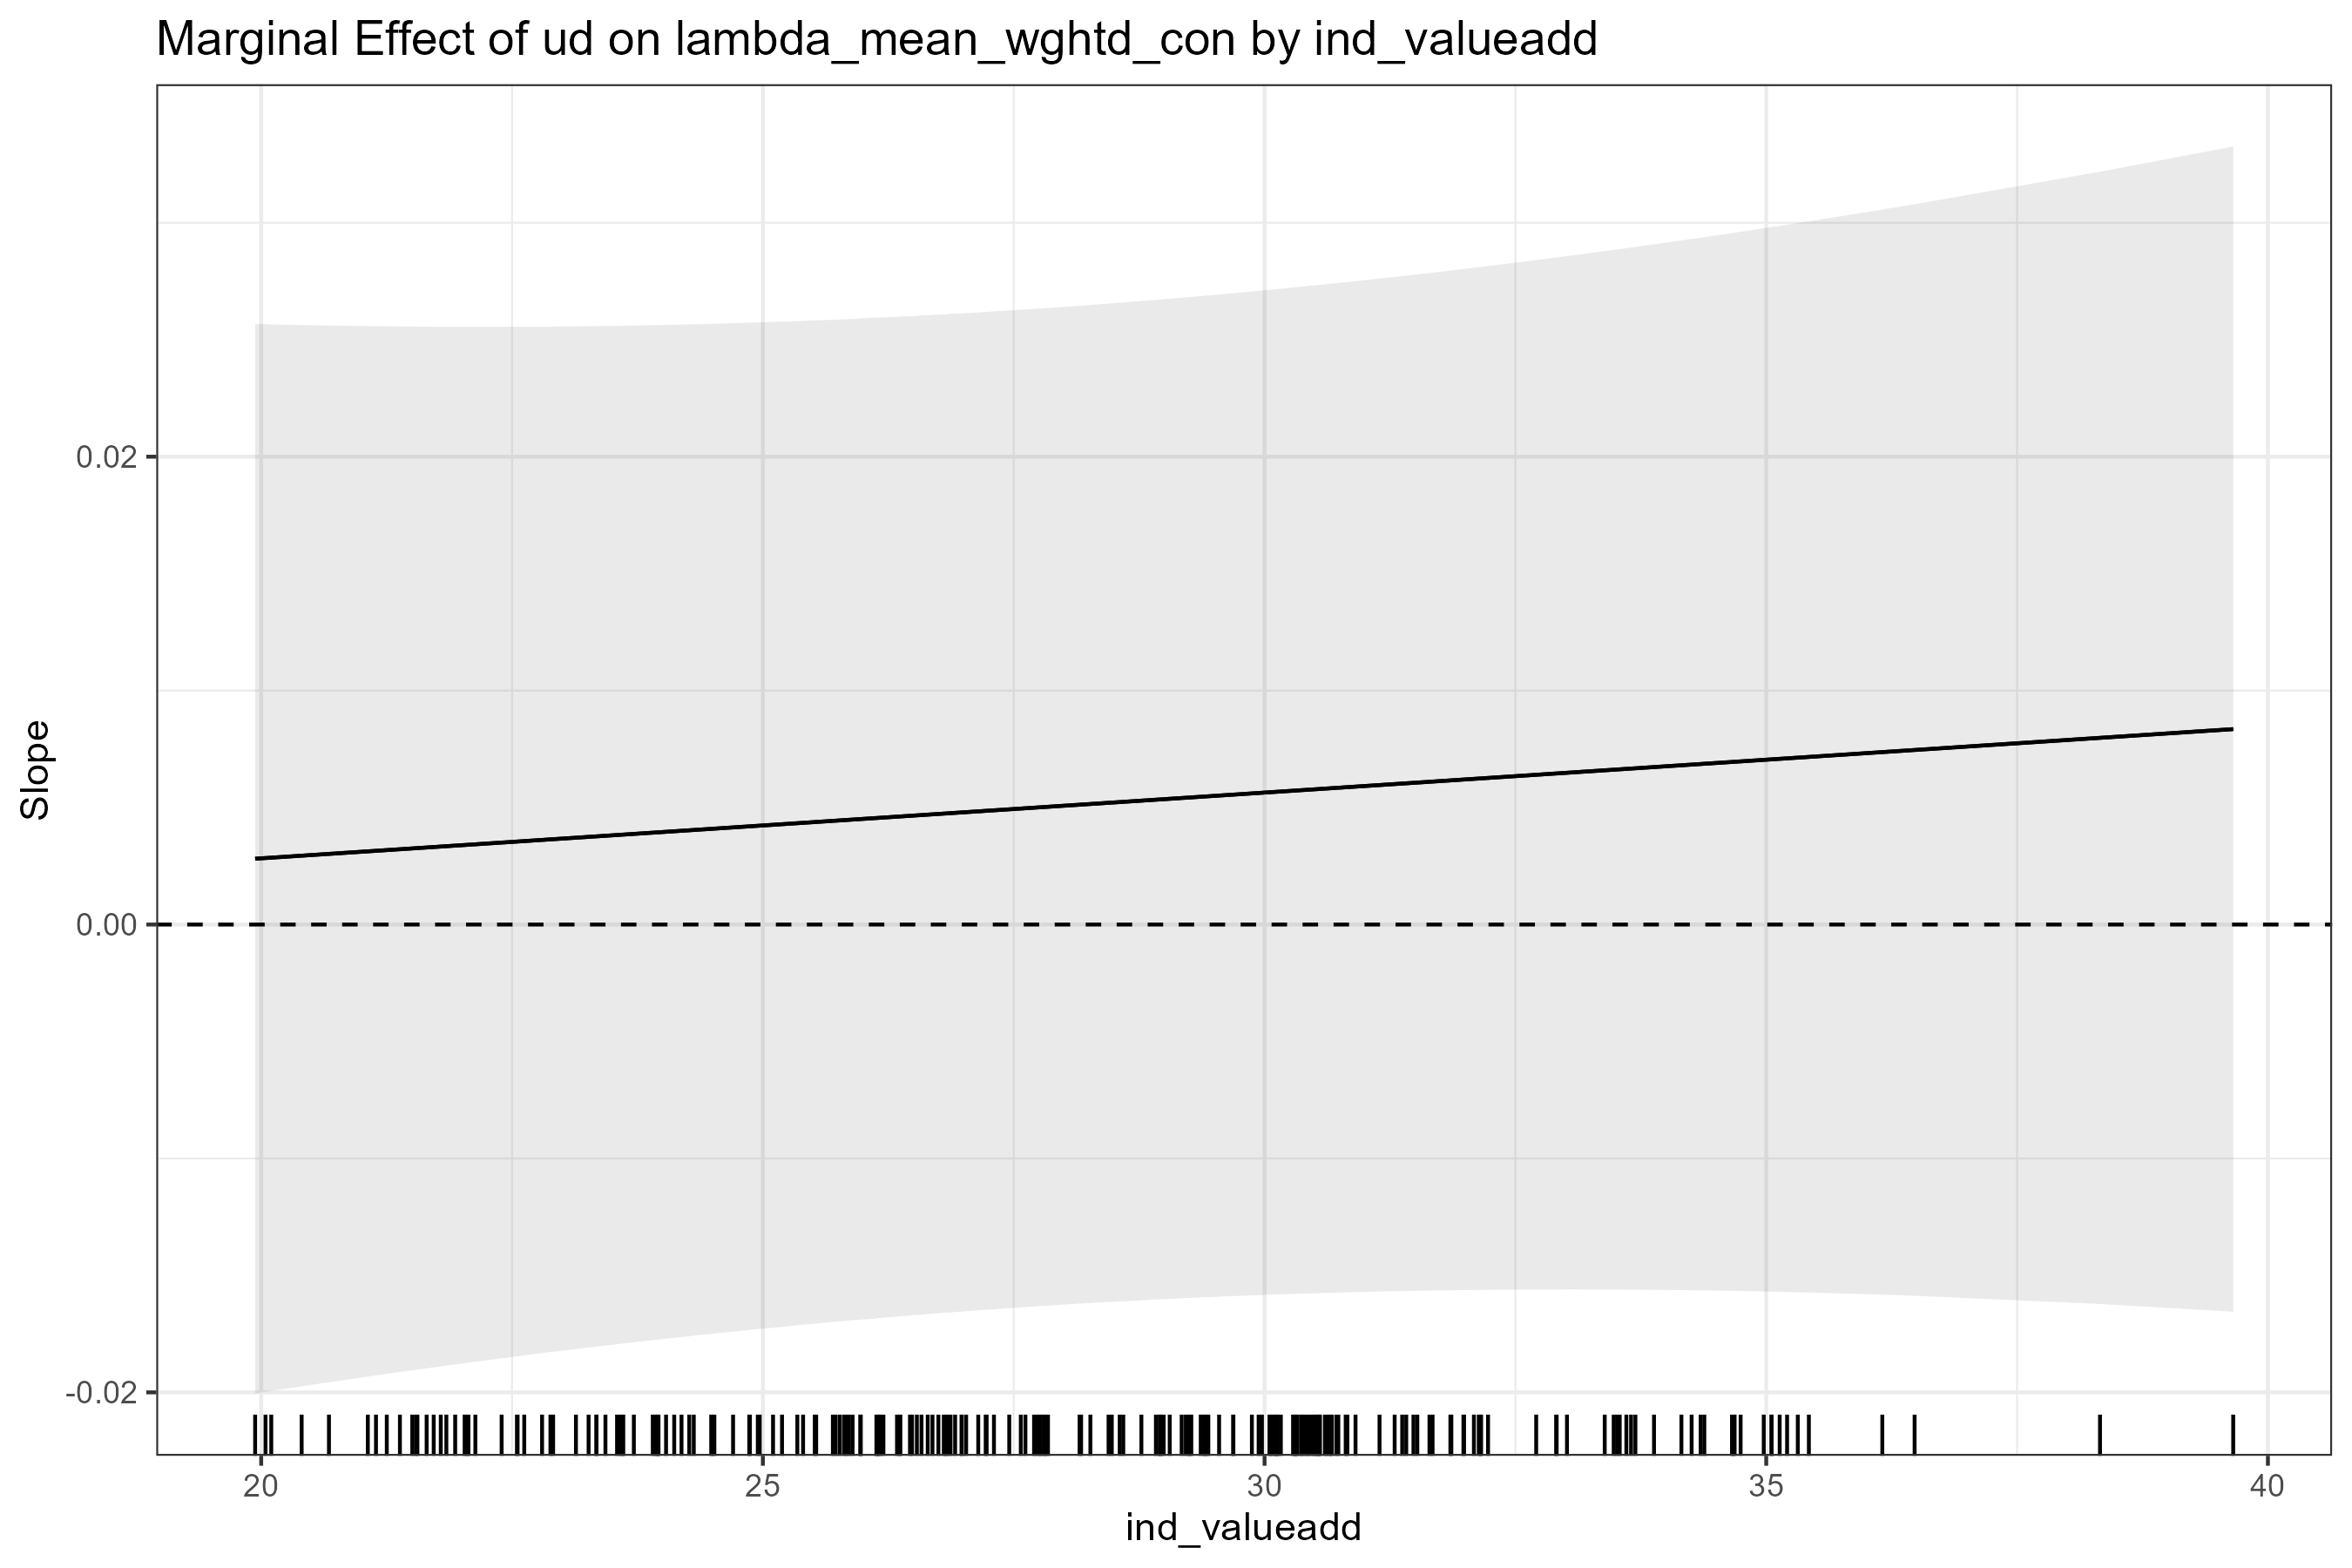 Marginal Effect of ud on lambda_mean_wghtd_con by ind_valueadd
Slope
0.02
0.00
-0.02
20 25 30 35 40
ind_valueadd